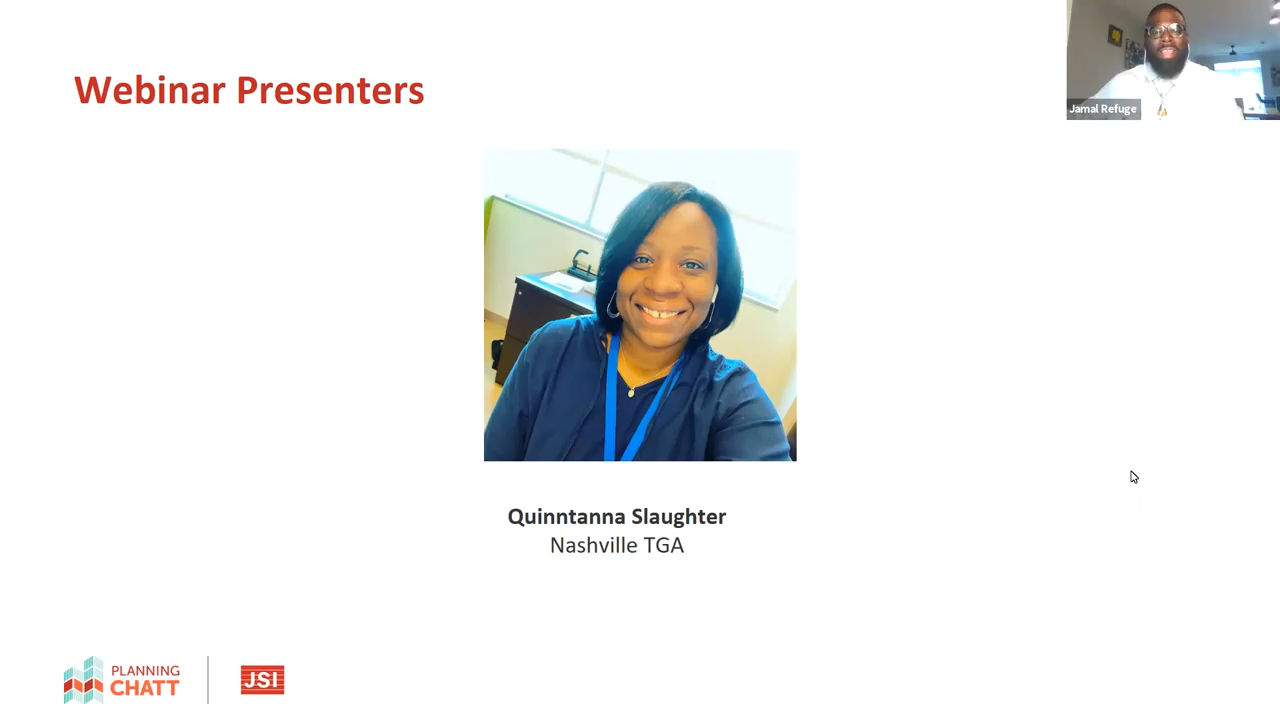 Webinar Presenters
Jamal Refuge
Quinntanna Slaughter
Nashville TGA
PLANNING
CHATT
JSI